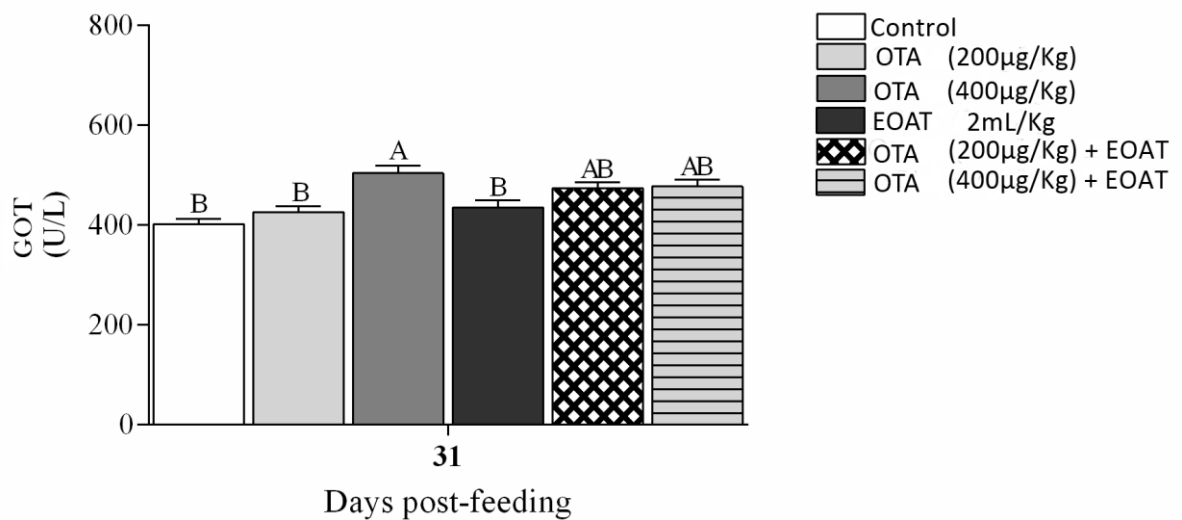 800
600
400
200
0
GOT
(U/L)
B
B
A
B
AB
AB
31
Days post-feeding
Control
OTA (200µg/Kg)
OTA (400µg/Kg)
EOAT 2mL/Kg
OTA (200µg/Kg) + EOAT
OTA (400µg/Kg) + EOAT